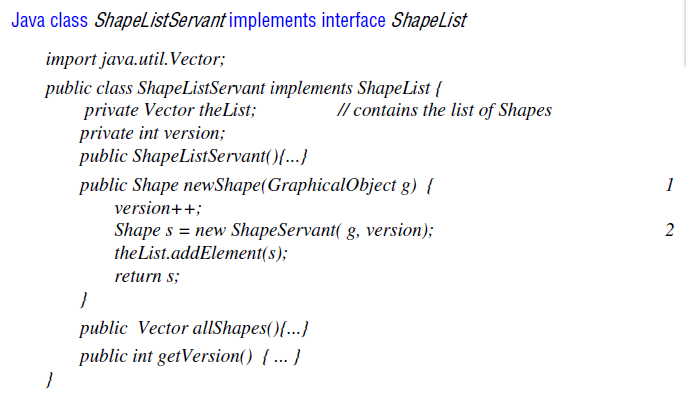 Java class ShapeListServant implements interface ShapeList
import java.util.Vector;
public class ShapeListServant implements ShapeList {
private Vector theList; // contains the list of Shapes
private int version;
public ShapeListServant(){...}
public Shape newShape(GraphicalObject g) { 1
version++;
Shape s = new ShapeServant( g, version); 2
theList.addElement(s);
return s;
}
public Vector allShapes(){...}
public int getVersion() { ... }
}